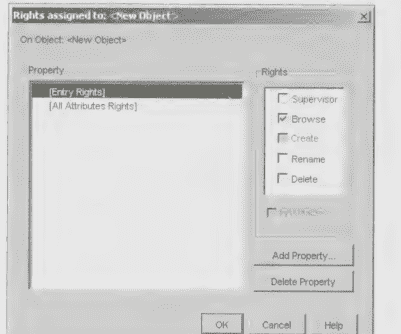 Rights assigned to: <New Object>
On Object: <New Object>
Property
Rights
[Entry Rights]
[All Attributes Rights]
Supervisor
Browse
Create
Rename
Delete
Add Property...
Delete Property
OK
Cancel
Help